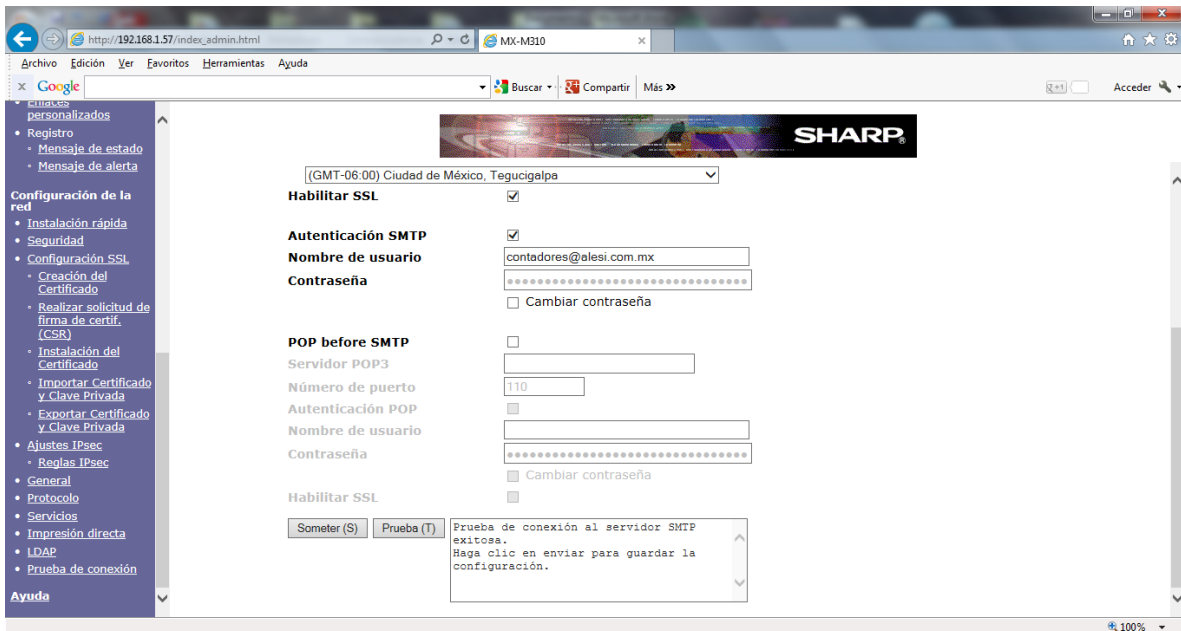 http://192.168.1.57/index_admin.html
MX-M310
Archivo Edición Ver Favoritos Herramientas Ayuda
x Google Buscar Compartir Más » Acceder
Enlaces personalizados
Registro
Mensaje de estado
Mensaje de alerta
Configuración de la
red
Instalación rápida
Seguridad
Configuración SSL
Creación del
Certificado
Realizar solicitud de
firma de certif.
(CSR)
Instalación del
Certificado
Importar Certificado
y Clave Privada
Exportar Certificado
y Clave Privada
Ajustes IPsec
Reglas IPsec
General
Protocolo
Servicios
Impresión directa
LDAP
Prueba de conexión
Ayuda
SHARP
(GMT-06:00) Ciudad de México, Tegucigalpa
Habilitar SSL
Autenticación SMTP
Nombre de usuario contadores@alesi.com.mx
Contraseña
Cambiar contraseña
POP before SMTP
Servidor POP3
Número de puerto 110
Autenticación POP
Nombre de usuario
Contraseña
Cambiar contraseña
Habilitar SSL
Someter (S) Prueba (T)
Prueba de conexión al servidor SMTP
exitosa.
Haga clic en enviar para guardar la
configuración.
100%